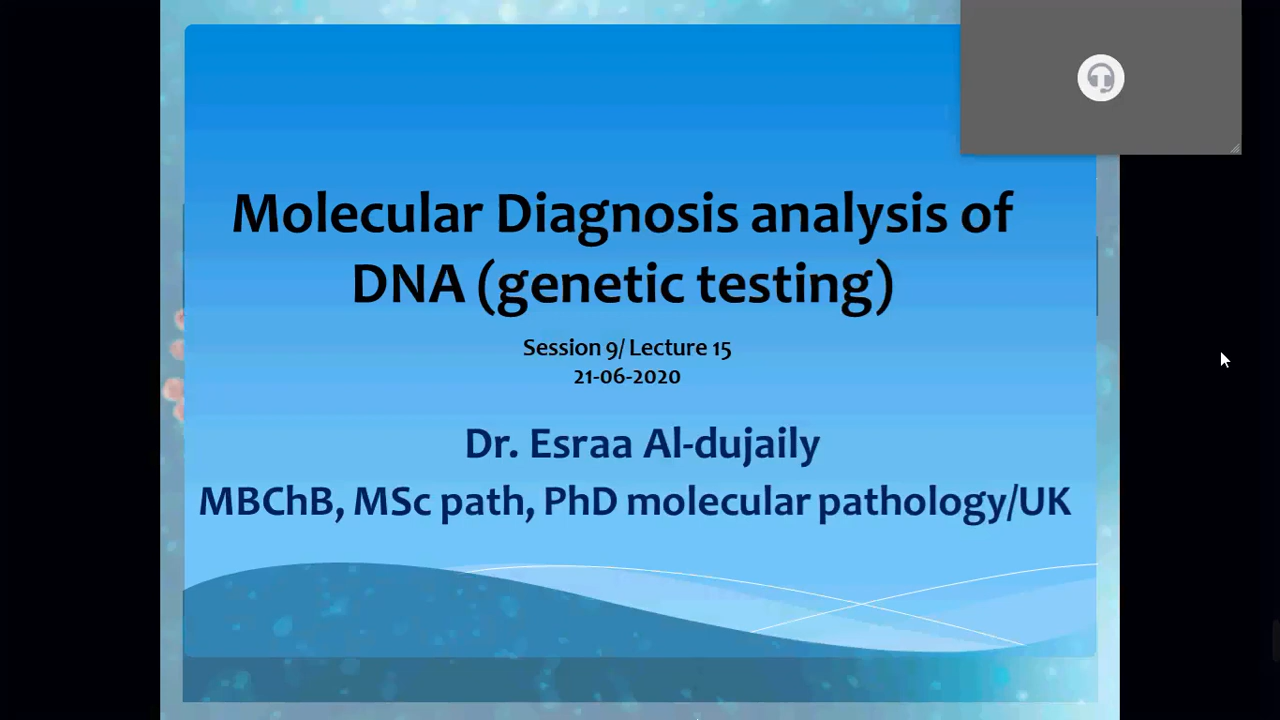 Molecular Diagnosis analysis of
DNA (genetic testing)
Session 9/ Lecture 15
21-06-2020
Dr. Esraa Al-dujaily
MBChB, MSc path, PhD molecular pathology/UK